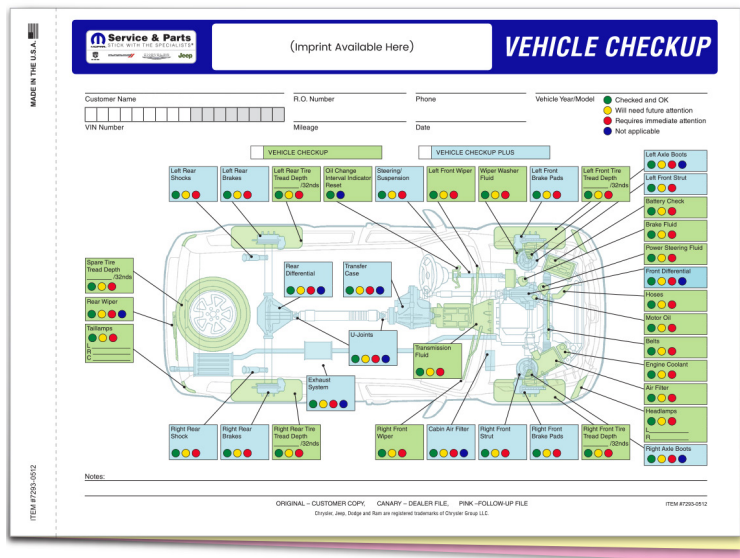 MADE IN THE U.S.A.
ITEM #7293-0512
MOPAR
Service & Parts
STICK WITH THE SPECIALISTS®
Jeep
(Imprint Available Here)
VEHICLE CHECKUP
Customer Name
R.O. Number
Phone
Vehicle Year/Model
Checked and OK
Will need future attention
Requires immediate attention
Not applicable
VIN Number
Mileage
Date
VEHICLE CHECKUP
VEHICLE CHECKUP PLUS
Left Rear
Shocks
Left Rear
Brakes
Left Rear Tire
Tread Depth
/32nds
Oil Change
Interval Indicator
Reset
Steering/
Suspension
Left Front Wiper
Wiper Washer
Fluid
Left Front
Brake Pads
Left Front Tire
Tread Depth
/32nds
Left Axle Boots
Left Front Strut
Battery Check
Brake Fluid
Power Steering Fluid
Front Differential
Hoses
Motor Oil
Belts
Engine Coolant
Air Filter
Headlamps
L
R
Right Axle Boots
Spare Tire
Tread Depth
/32nds
Rear Wiper
Taillamps
L
R
C
Rear
Differential
Transfer
Case
U-Joints
Exhaust
System
Transmission
Fluid
Right Rear
Shock
Right Rear
Brakes
Right Rear Tire
Tread Depth
/32nds
Right Front
Wiper
Cabin Air Filter
Right Front
Strut
Right Front
Brake Pads
Right Front Tire
Tread Depth
/32nds
Notes:
ORIGINAL – CUSTOMER COPY, CANARY – DEALER FILE, PINK –FOLLOW-UP FILE
ITEM #7293-0512
Chrysler, Jeep, Dodge and Ram are registered trademarks of Chrysler Group LLC.